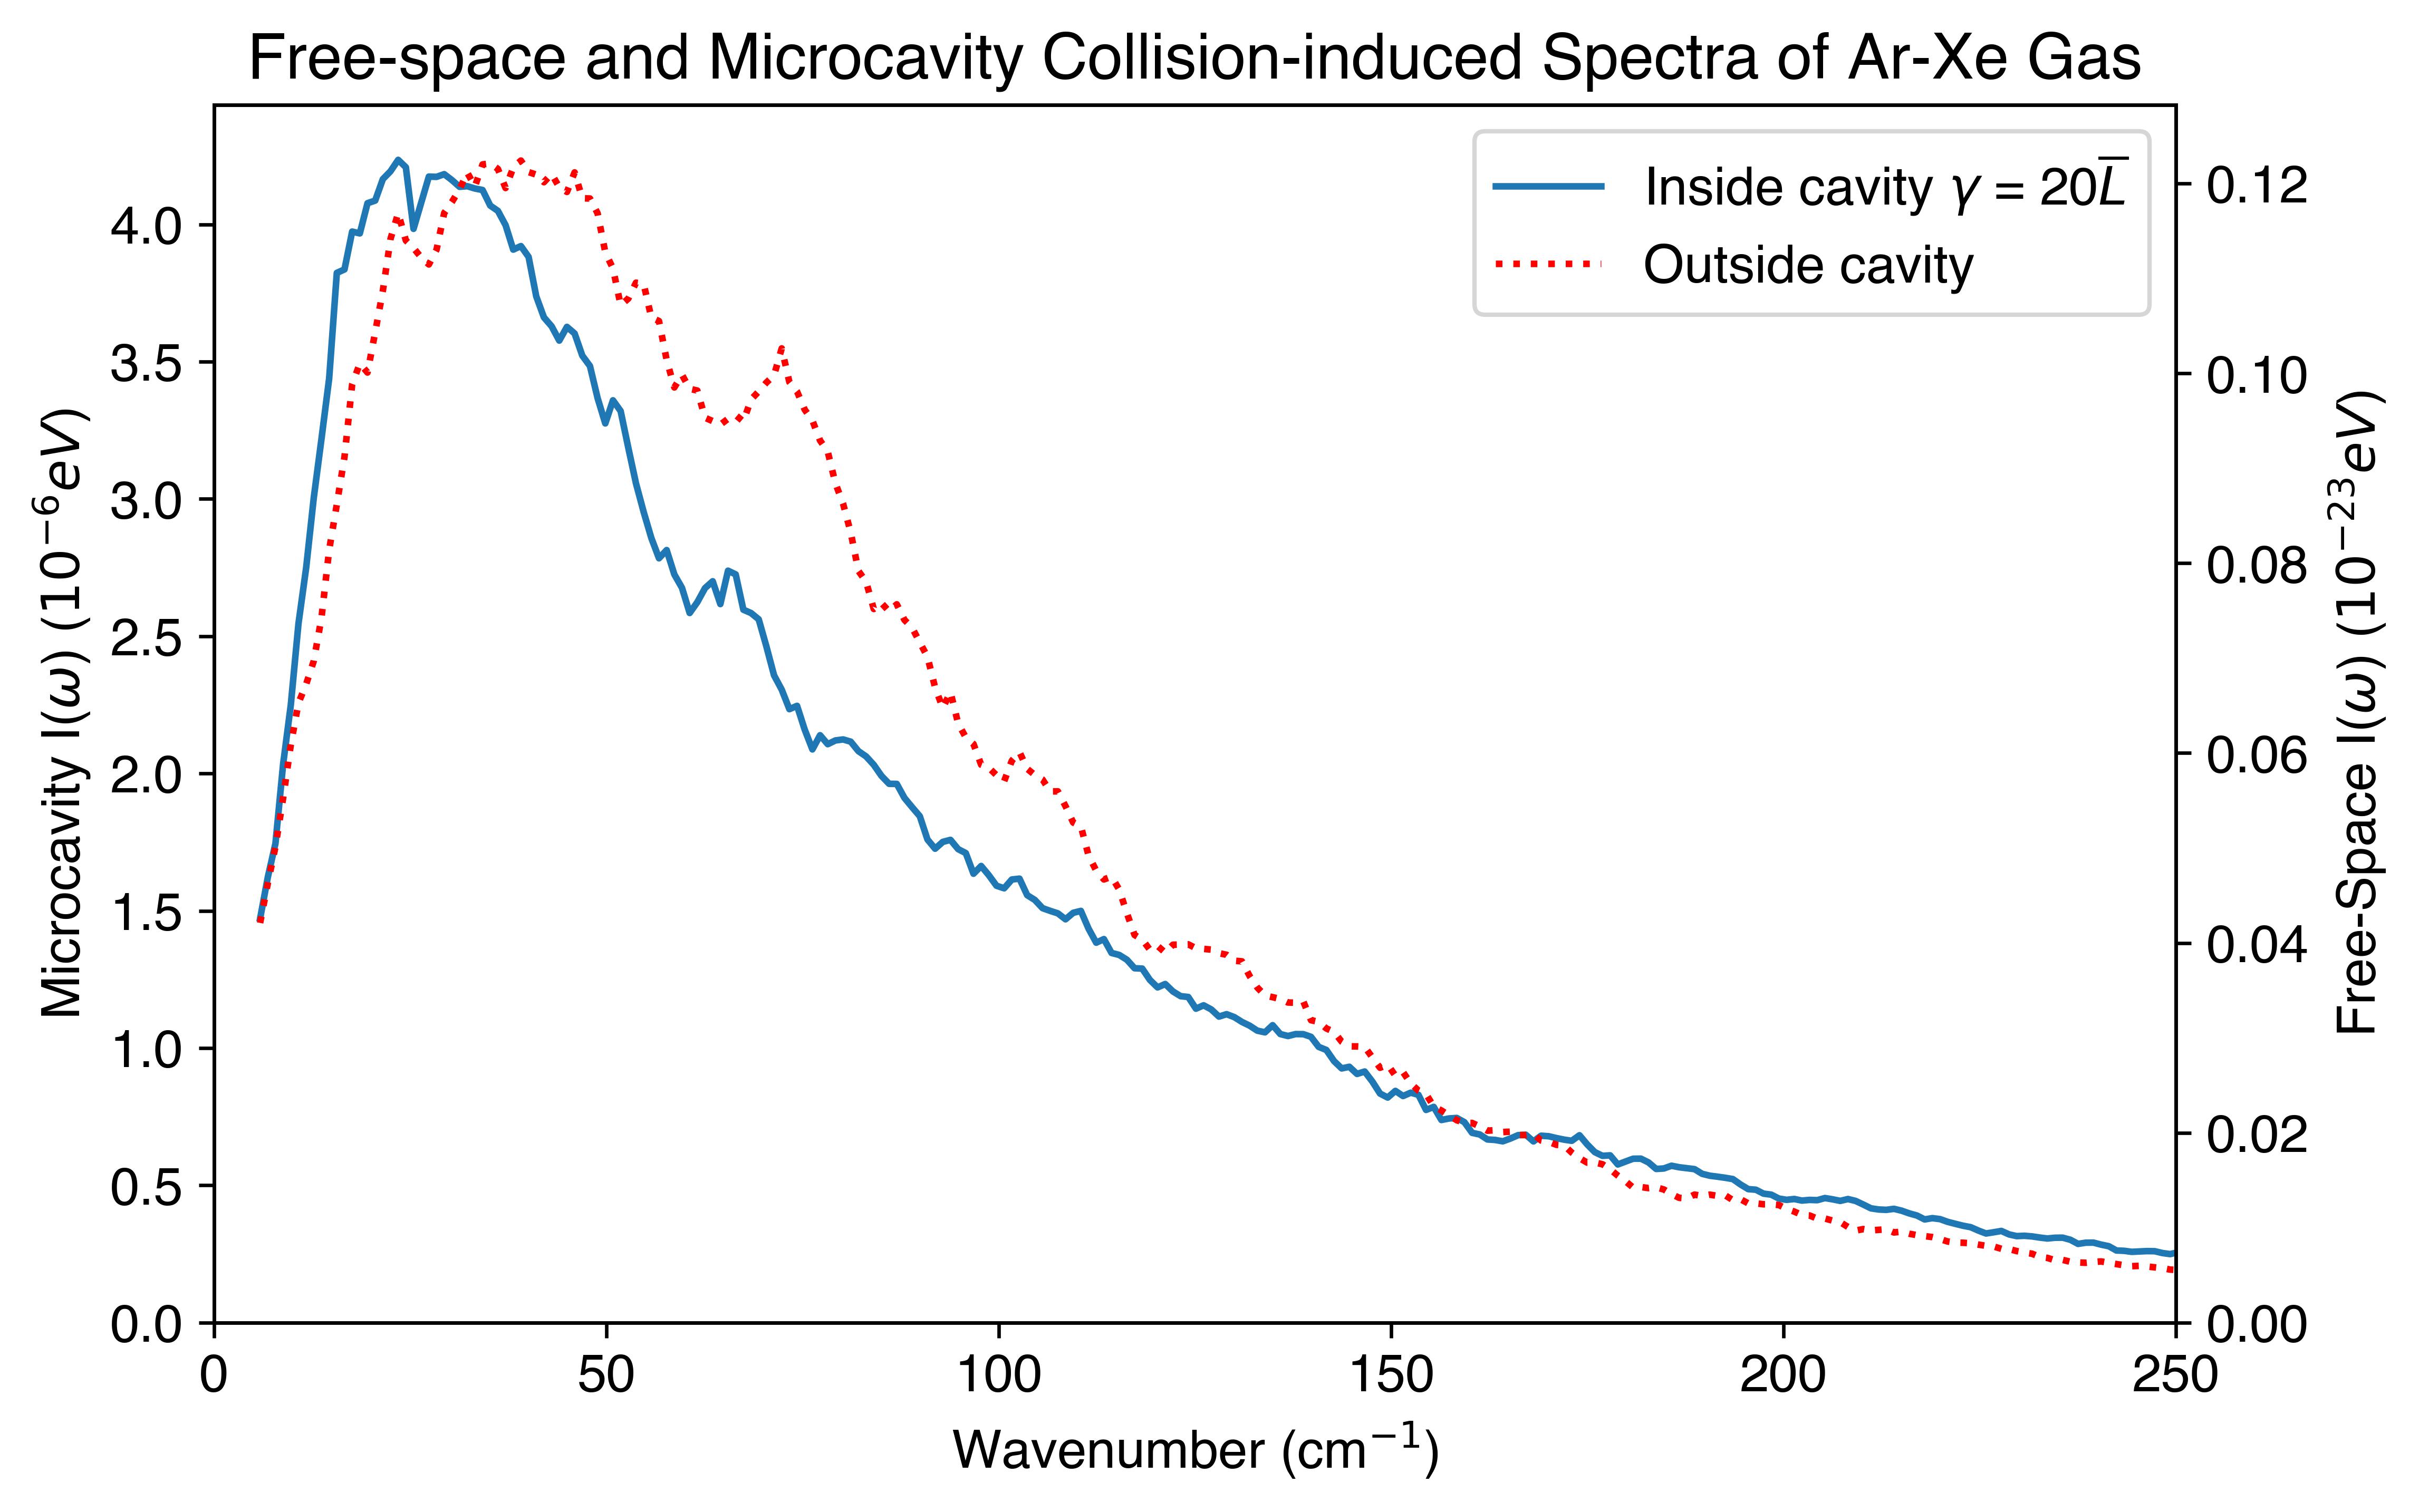 Free-space and Microcavity Collision-induced Spectra of Ar-Xe Gas
Inside cavity γ = 20L̅
Outside cavity
Microcavity I(ω) (10⁻⁶eV)
4.0
3.5
3.0
2.5
2.0
1.5
1.0
0.5
0.0
0.12
0.10
0.08
0.06
0.04
0.02
0.00
Free-Space I(ω) (10⁻²³eV)
0 50 100 150 200 250
Wavenumber (cm⁻¹)